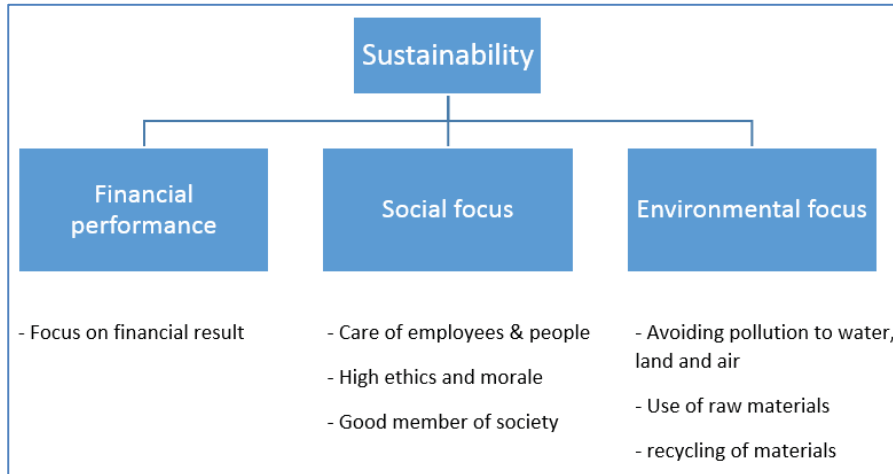 Sustainability
Financial
performance
Social focus
Environmental focus
- Focus on financial result
- Care of employees & people
- High ethics and morale
- Good member of society
- Avoiding pollution to water,
land and air
- Use of raw materials
- recycling of materials